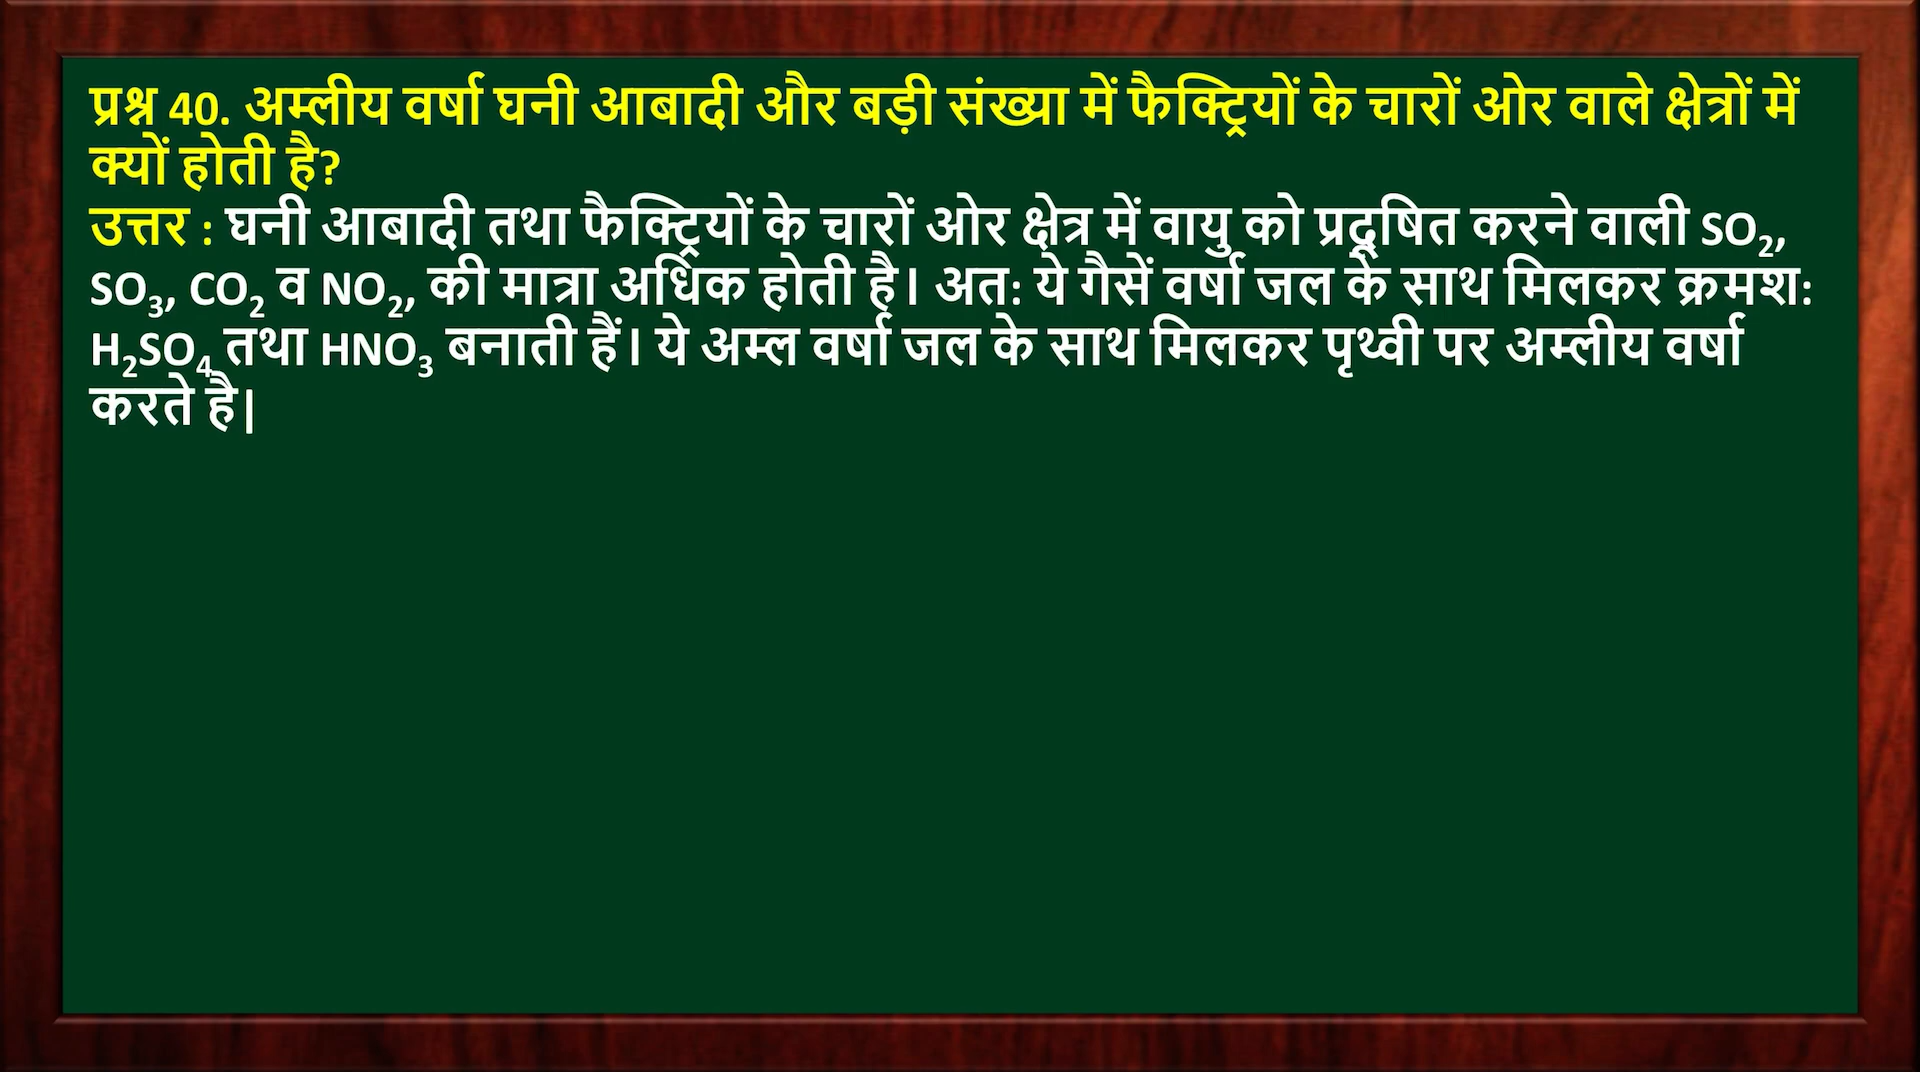 प्रश्न 40. अम्लीय वर्षा घनी आबादी और बड़ी संख्या में फैक्ट्रियों के चारों ओर वाले क्षेत्रों में
क्यों होती है?
उत्तर : घनी आबादी तथा फैक्ट्रियों के चारों ओर क्षेत्र में वायु को प्रदूषित करने वाली SO₂,
SO₃, CO₂ व NO₂, की मात्रा अधिक होती है। अत: ये गैसें वर्षा जल के साथ मिलकर क्रमश:
H₂SO₄ तथा HNO₃ बनाती हैं। ये अम्ल वर्षा जल के साथ मिलकर पृथ्वी पर अम्लीय वर्षा
करते है|